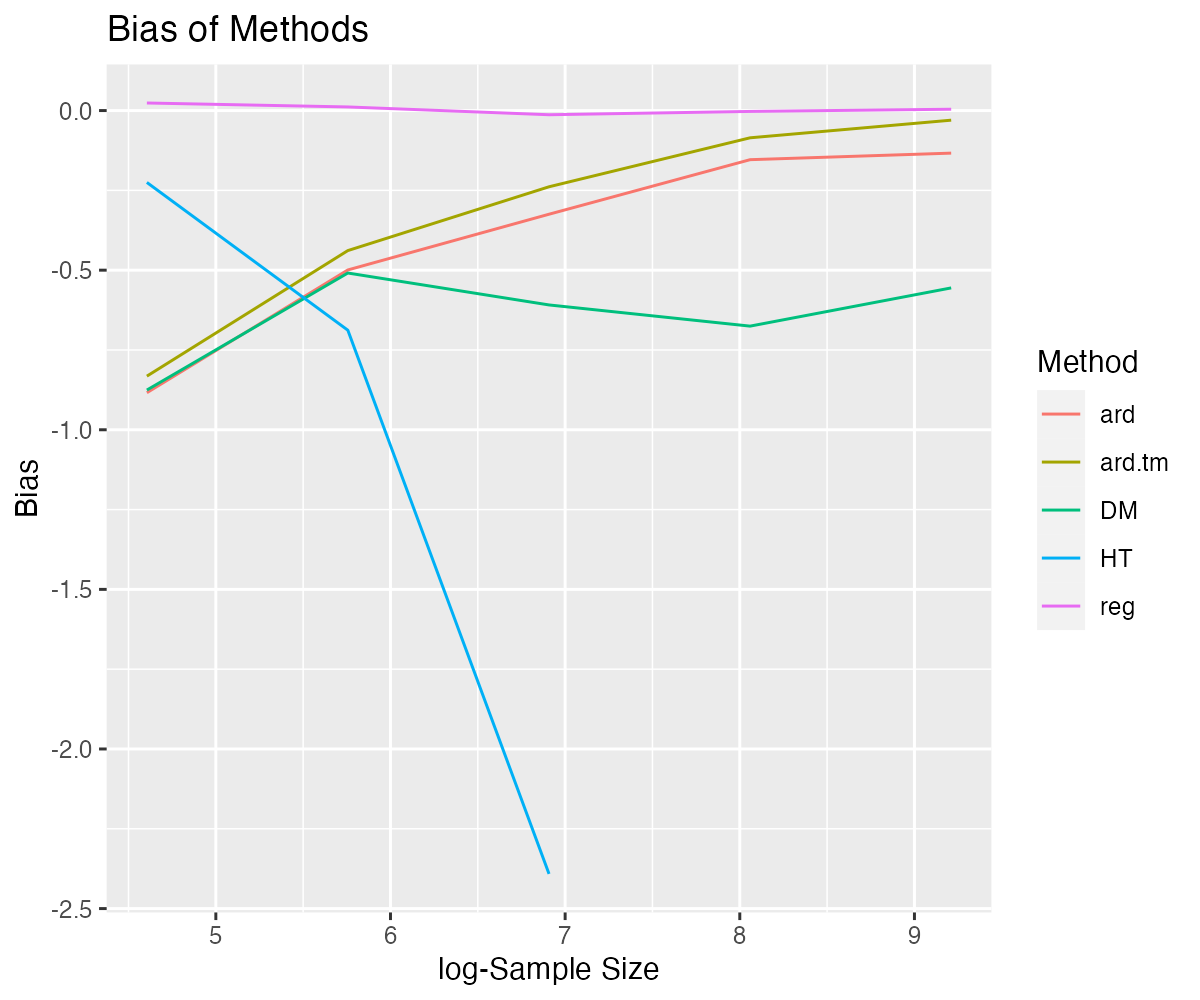 Bias of Methods
0.0
-0.5
-1.0
-1.5
-2.0
-2.5
Bias
5 6 7 8 9
log-Sample Size
Method
ard
ard.tm
DM
HT
reg